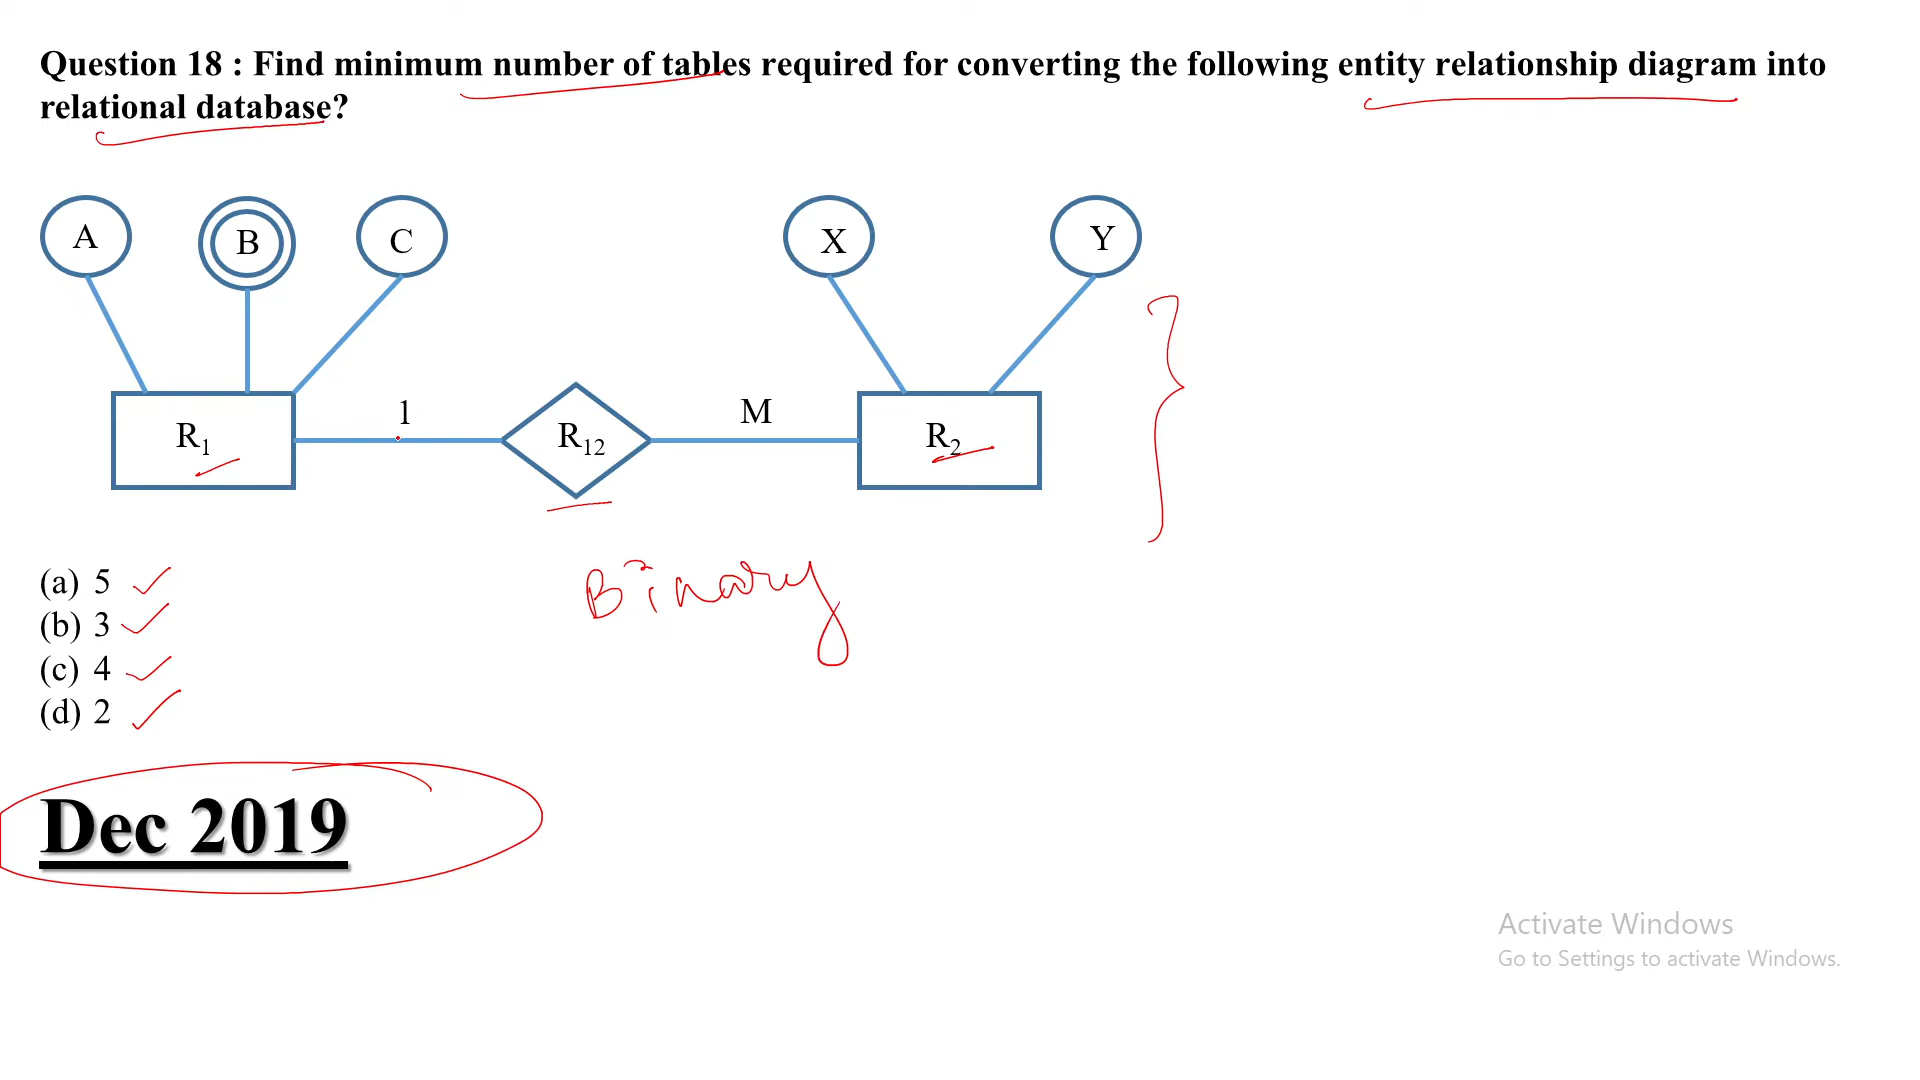 Question 18 : Find minimum number of tables required for converting the following entity relationship diagram into
relational database?
A B C X Y
1 M
R1 R12 R2
(a) 5
(b) 3
(c) 4
(d) 2
Binary
Dec 2019
Activate Windows
Go to Settings to activate Windows.